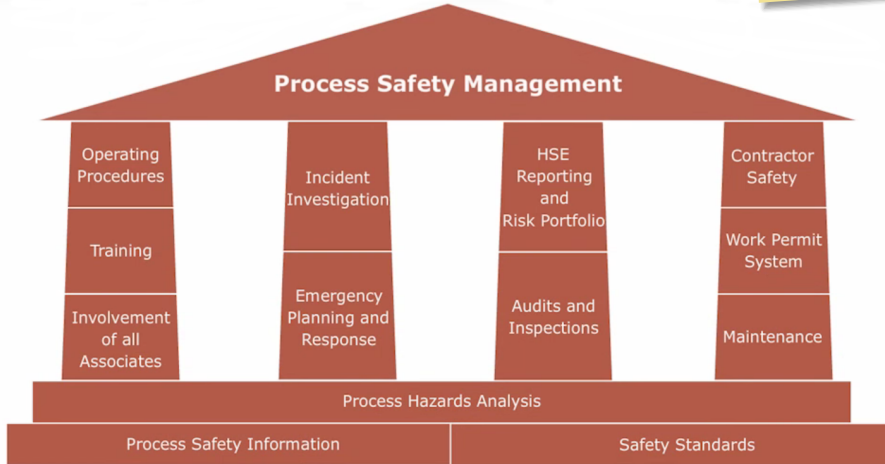 Process Safety Management
Operating
Procedures
Training
Involvement
of all
Associates
Incident
Investigation
Emergency
Planning and
Response
HSE
Reporting
and
Risk Portfolio
Audits and
Inspections
Contractor
Safety
Work Permit
System
Maintenance
Process Hazards Analysis
Process Safety Information
Safety Standards